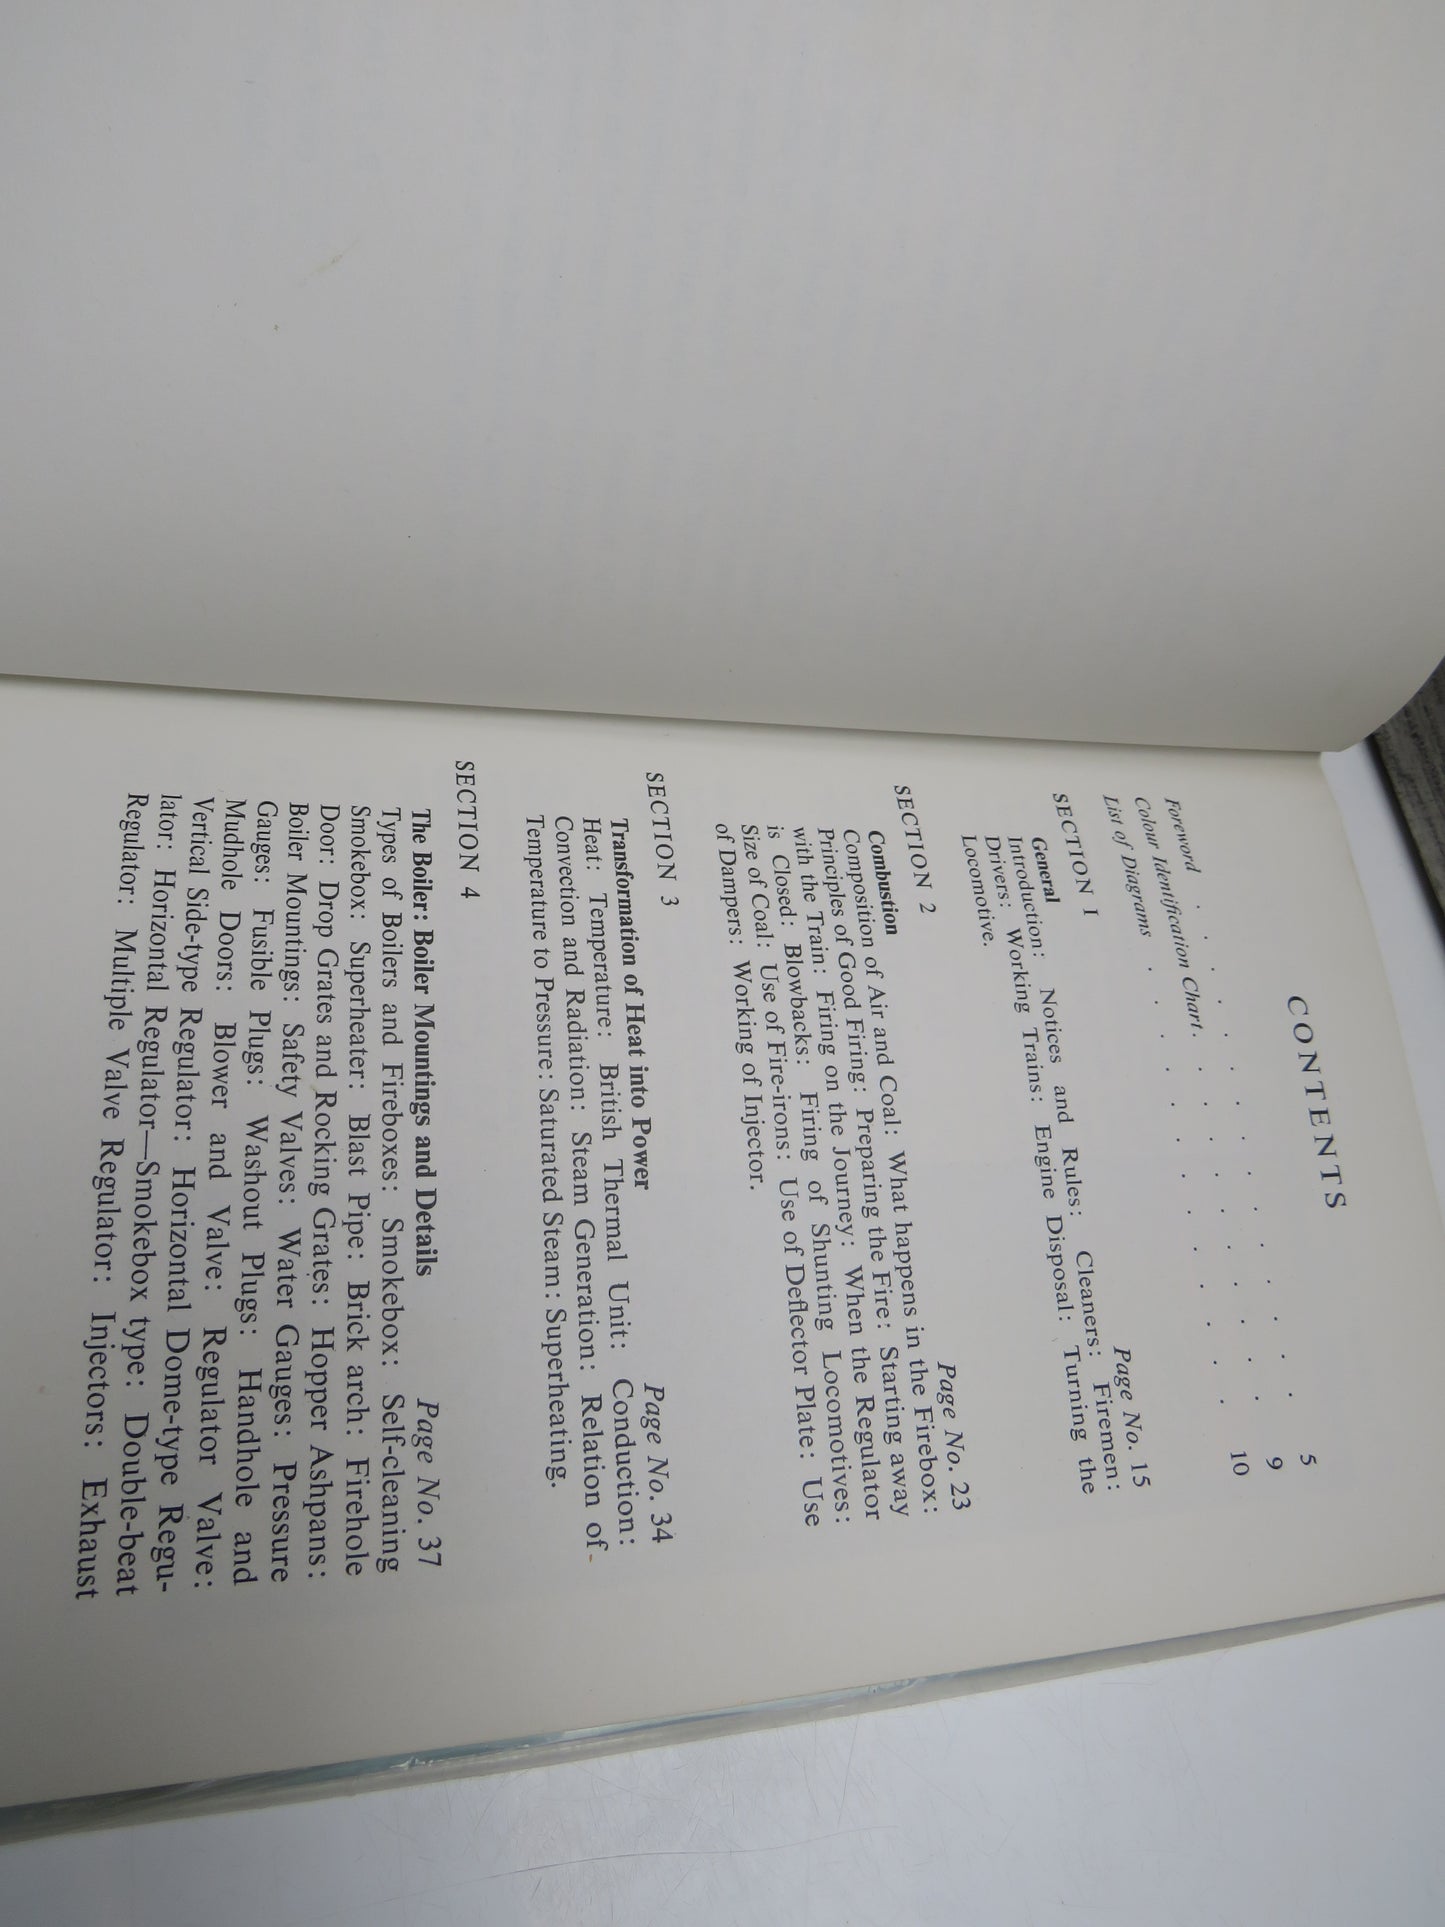 CONTENTS
Foreword . . . . . . . . . . . 5
Colour Identification Chart . . . . . . . . . 9
List of Diagrams . . . . . . . . . . 10
SECTION I
Page No. 15
General
Introduction: Notices and Rules: Cleaners: Firemen:
Drivers: Working Trains: Engine Disposal: Turning the
Locomotive.
SECTION 2
Page No. 23
Combustion
Composition of Air and Coal: What happens in the Firebox:
Principles of Good Firing: Preparing the Fire: Starting away
with the Train: Firing on the Journey: When the Regulator
is Closed: Blowbacks: Firing of Shunting Locomotives:
Size of Coal: Use of Fire-irons: Use of Deflector Plate: Use
of Dampers: Working of Injector.
SECTION 3
Page No. 34
Transformation of Heat into Power
Heat: Temperature: British Thermal Unit: Conduction:
Convection and Radiation: Steam Generation: Relation of
Temperature to Pressure: Saturated Steam: Superheating.
SECTION 4
Page No. 37
The Boiler: Boiler Mountings and Details
Types of Boilers and Fireboxes: Smokebox: Self-cleaning
Smokebox: Superheater: Blast Pipe: Brick arch: Firehole
Door: Drop Grates and Rocking Grates: Hopper Ashpans:
Boiler Mountings: Safety Valves: Water Gauges: Pressure
Gauges: Fusible Plugs: Washout Plugs: Handhole and
Mudhole Doors: Blower and Valve: Regulator Valve:
Vertical Side-type Regulator: Horizontal Dome-type Regu-
lator: Horizontal Regulator—Smokebox type: Double-beat
Regulator: Multiple Valve Regulator: Injectors: Exhaust